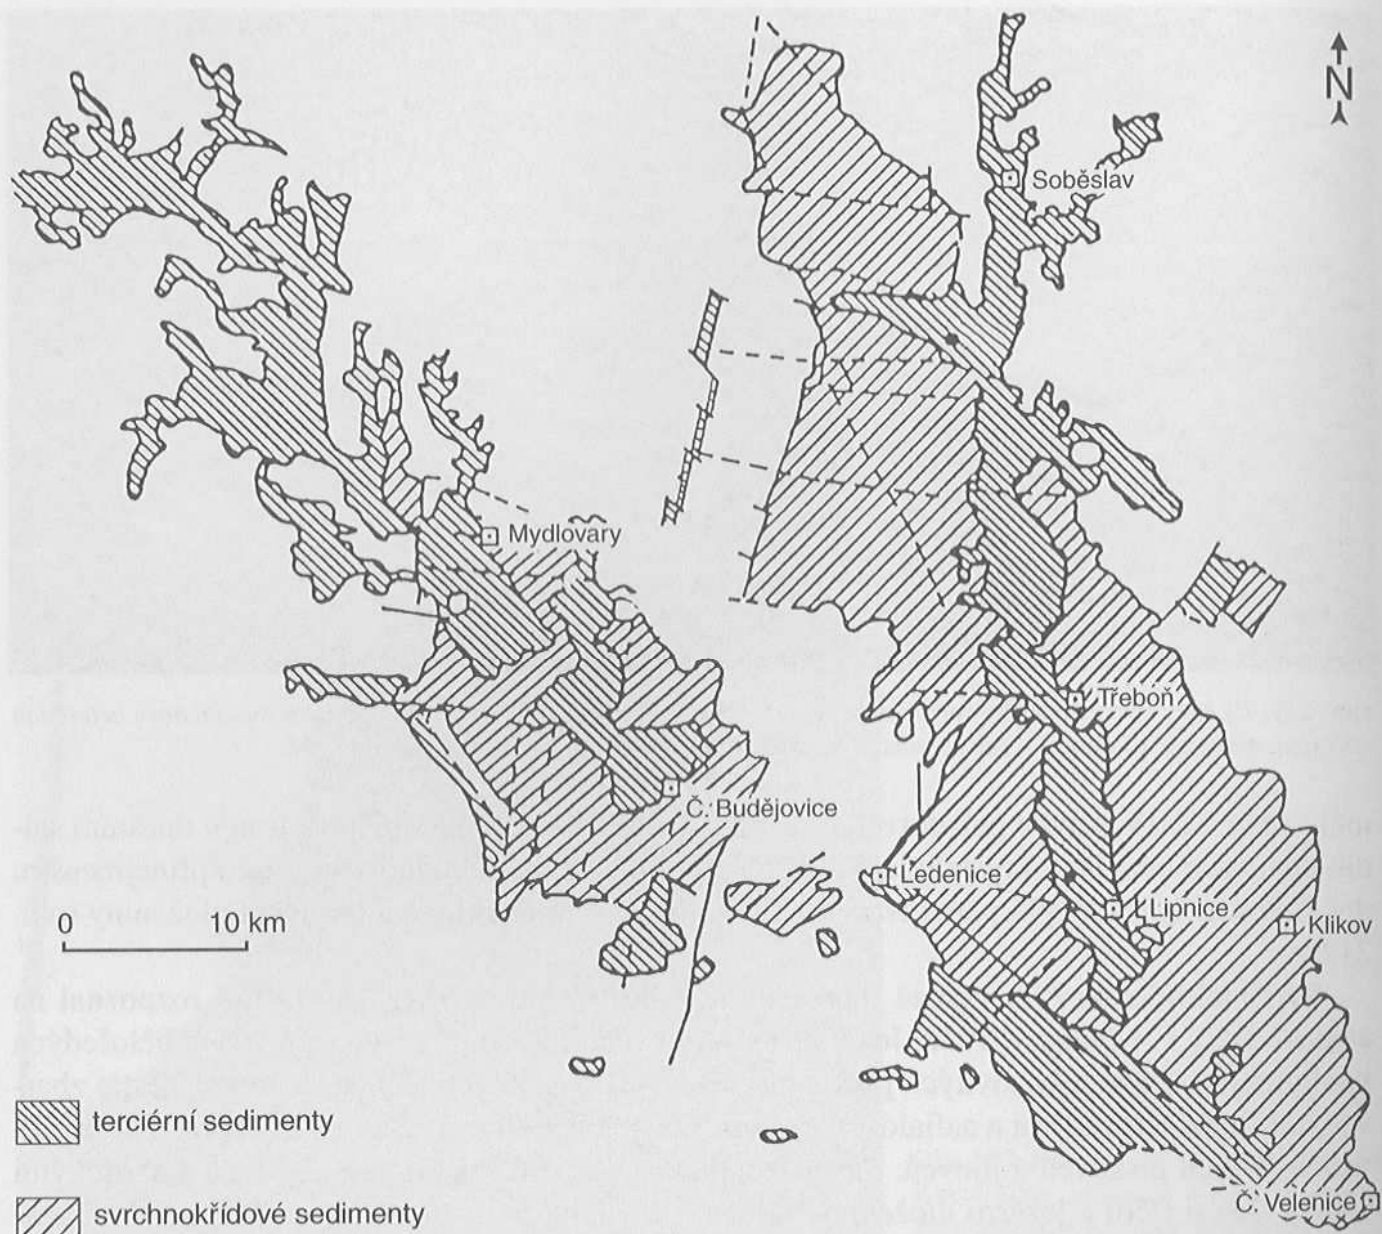 N
Soběslav
Mydlovary
Třeboň
Č. Budějovice
Ledenice
Lipnice
Klikov
0 10 km
terciérní sedimenty
Č. Velenice
svrchnokřídové sedimenty